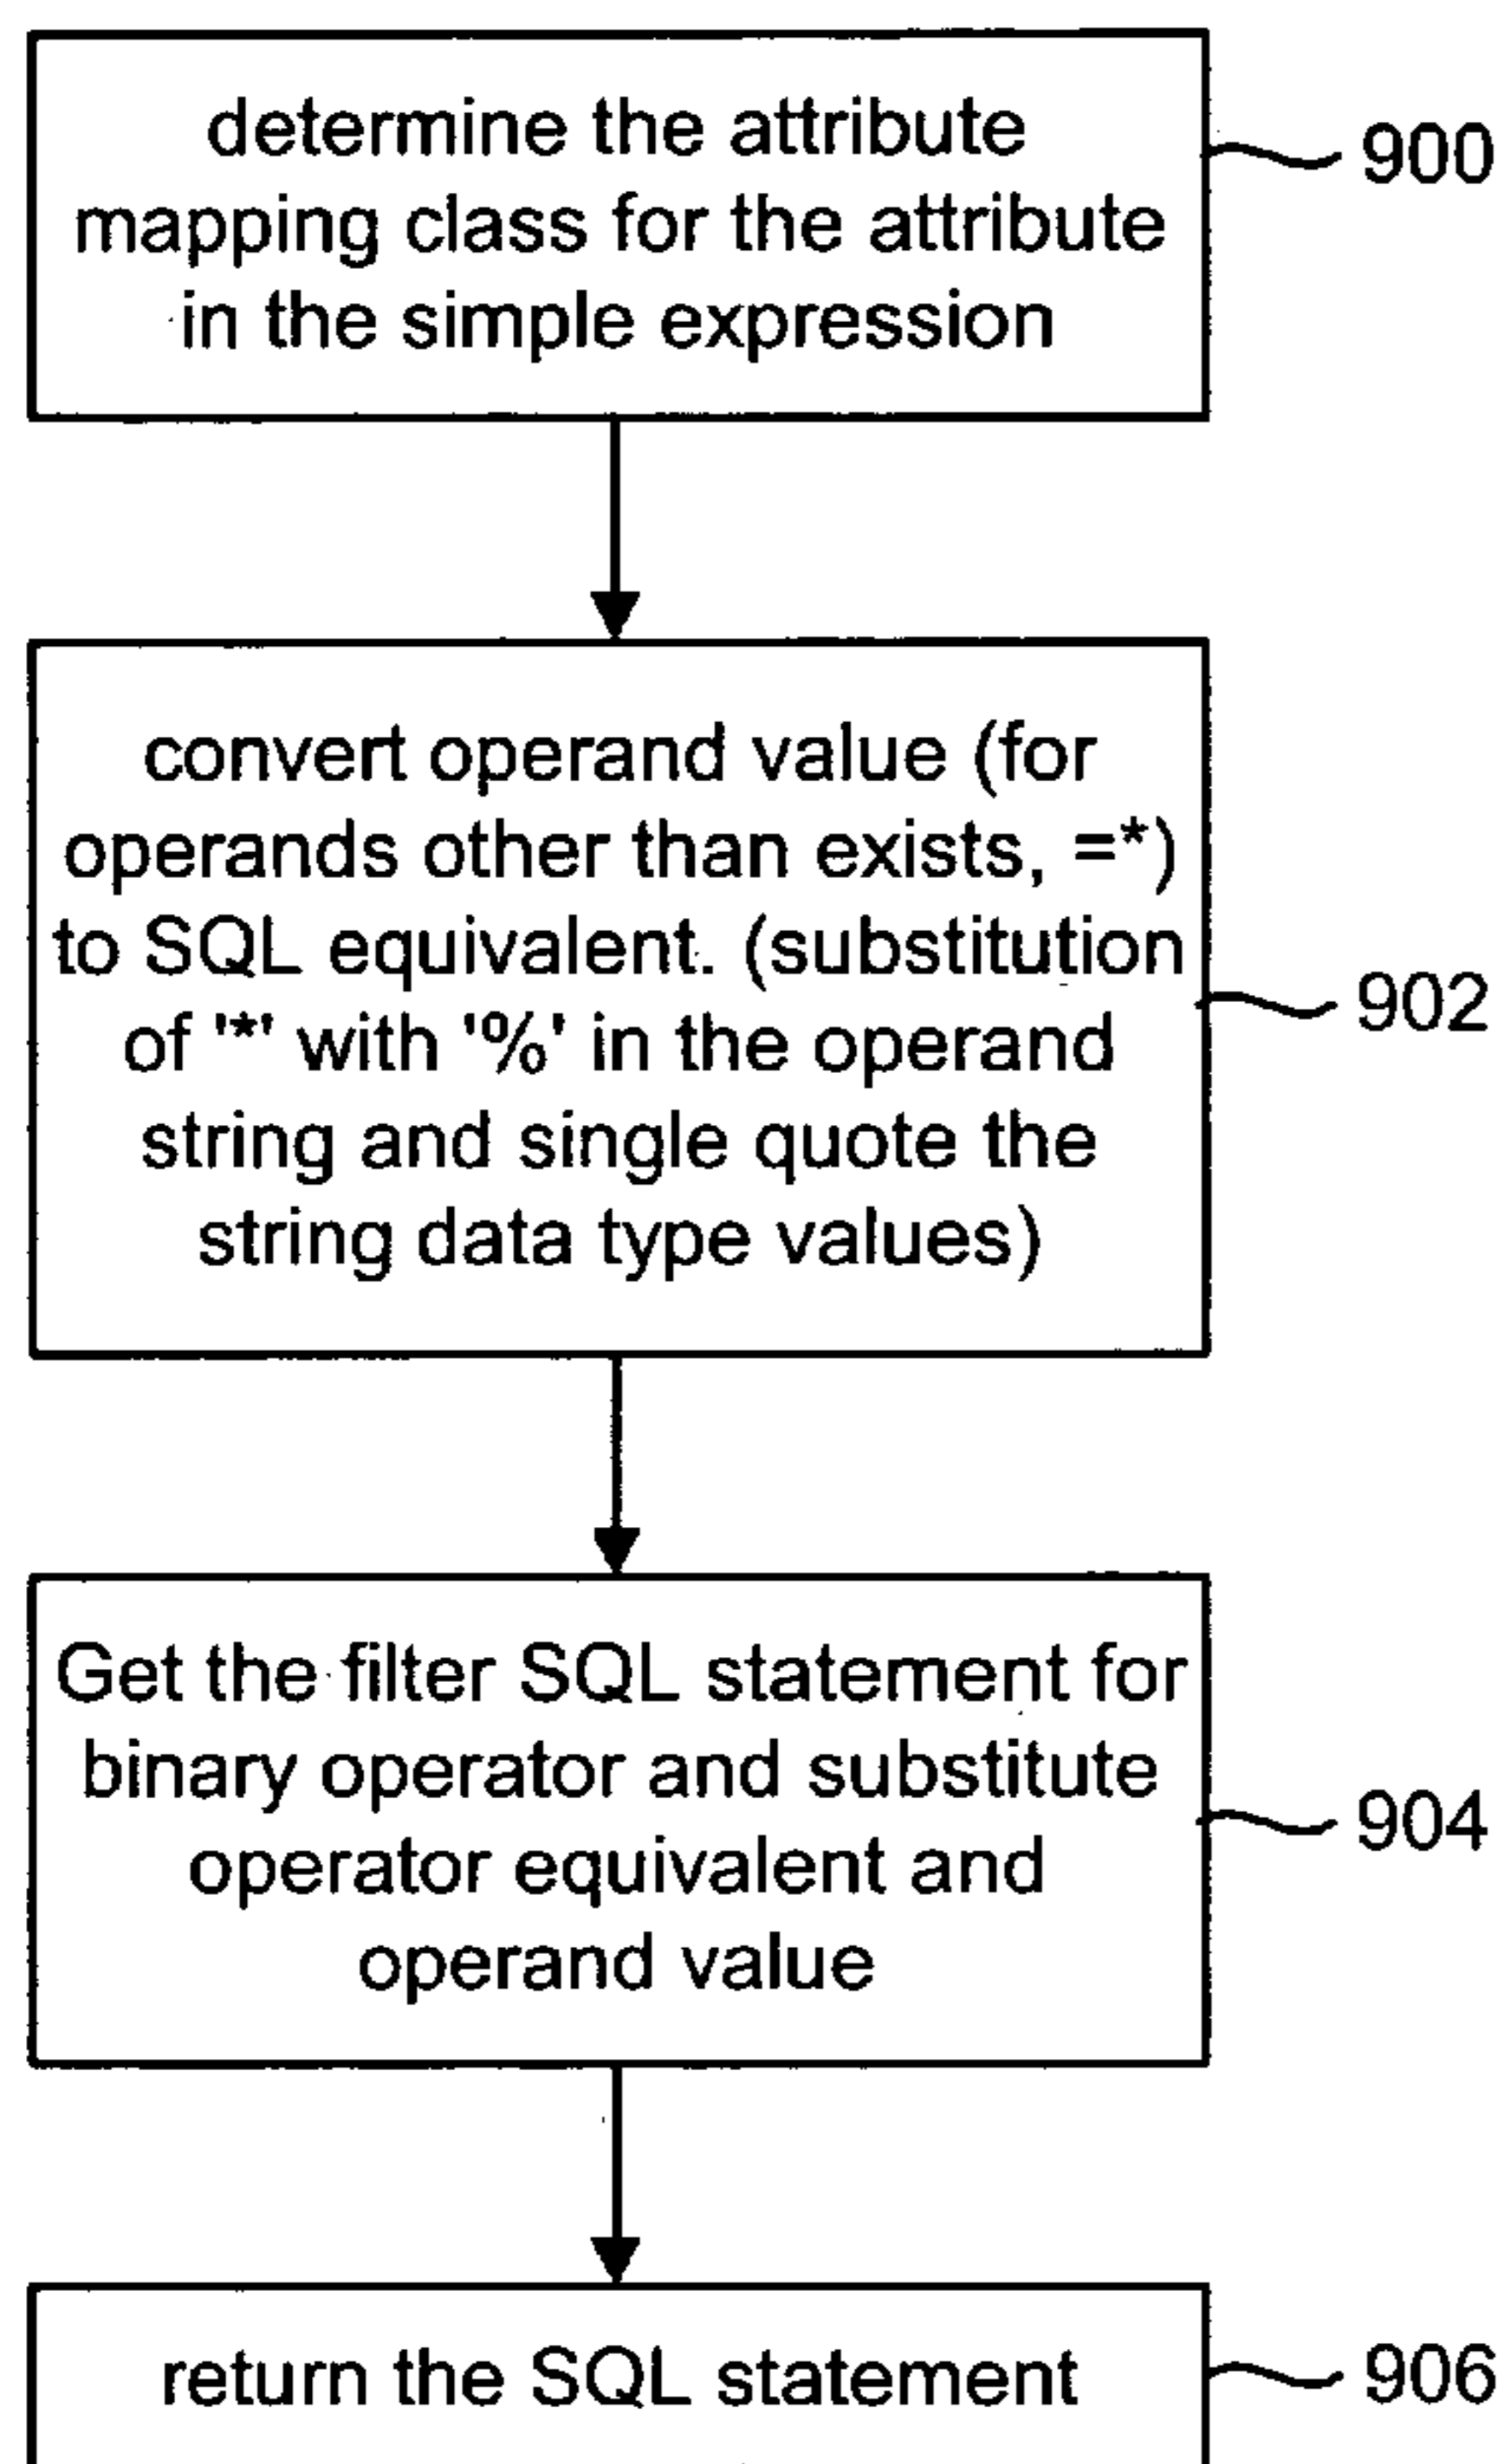 determine the attribute
mapping class for the attribute
in the simple expression
900
convert operand value (for
operands other than exists, =*)
to SQL equivalent. (substitution
of '*' with '%' in the operand
string and single quote the
string data type values)
902
Get the filter SQL statement for
binary operator and substitute
operator equivalent and
operand value
904
return the SQL statement
906